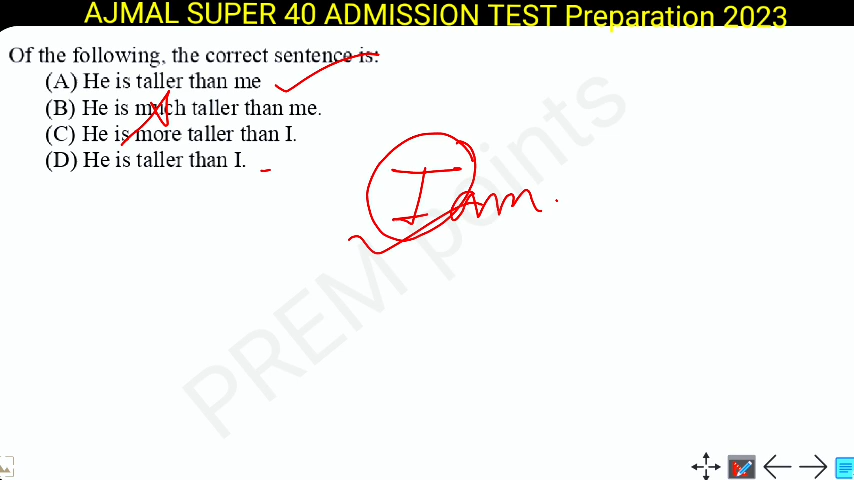 AJMAL SUPER 40 ADMISSION TEST Preparation 2023
Of the following, the correct sentence is:
(A) He is taller than me
(B) He is much taller than me.
(C) He is more taller than I.
(D) He is taller than I.
I am.
PREM points